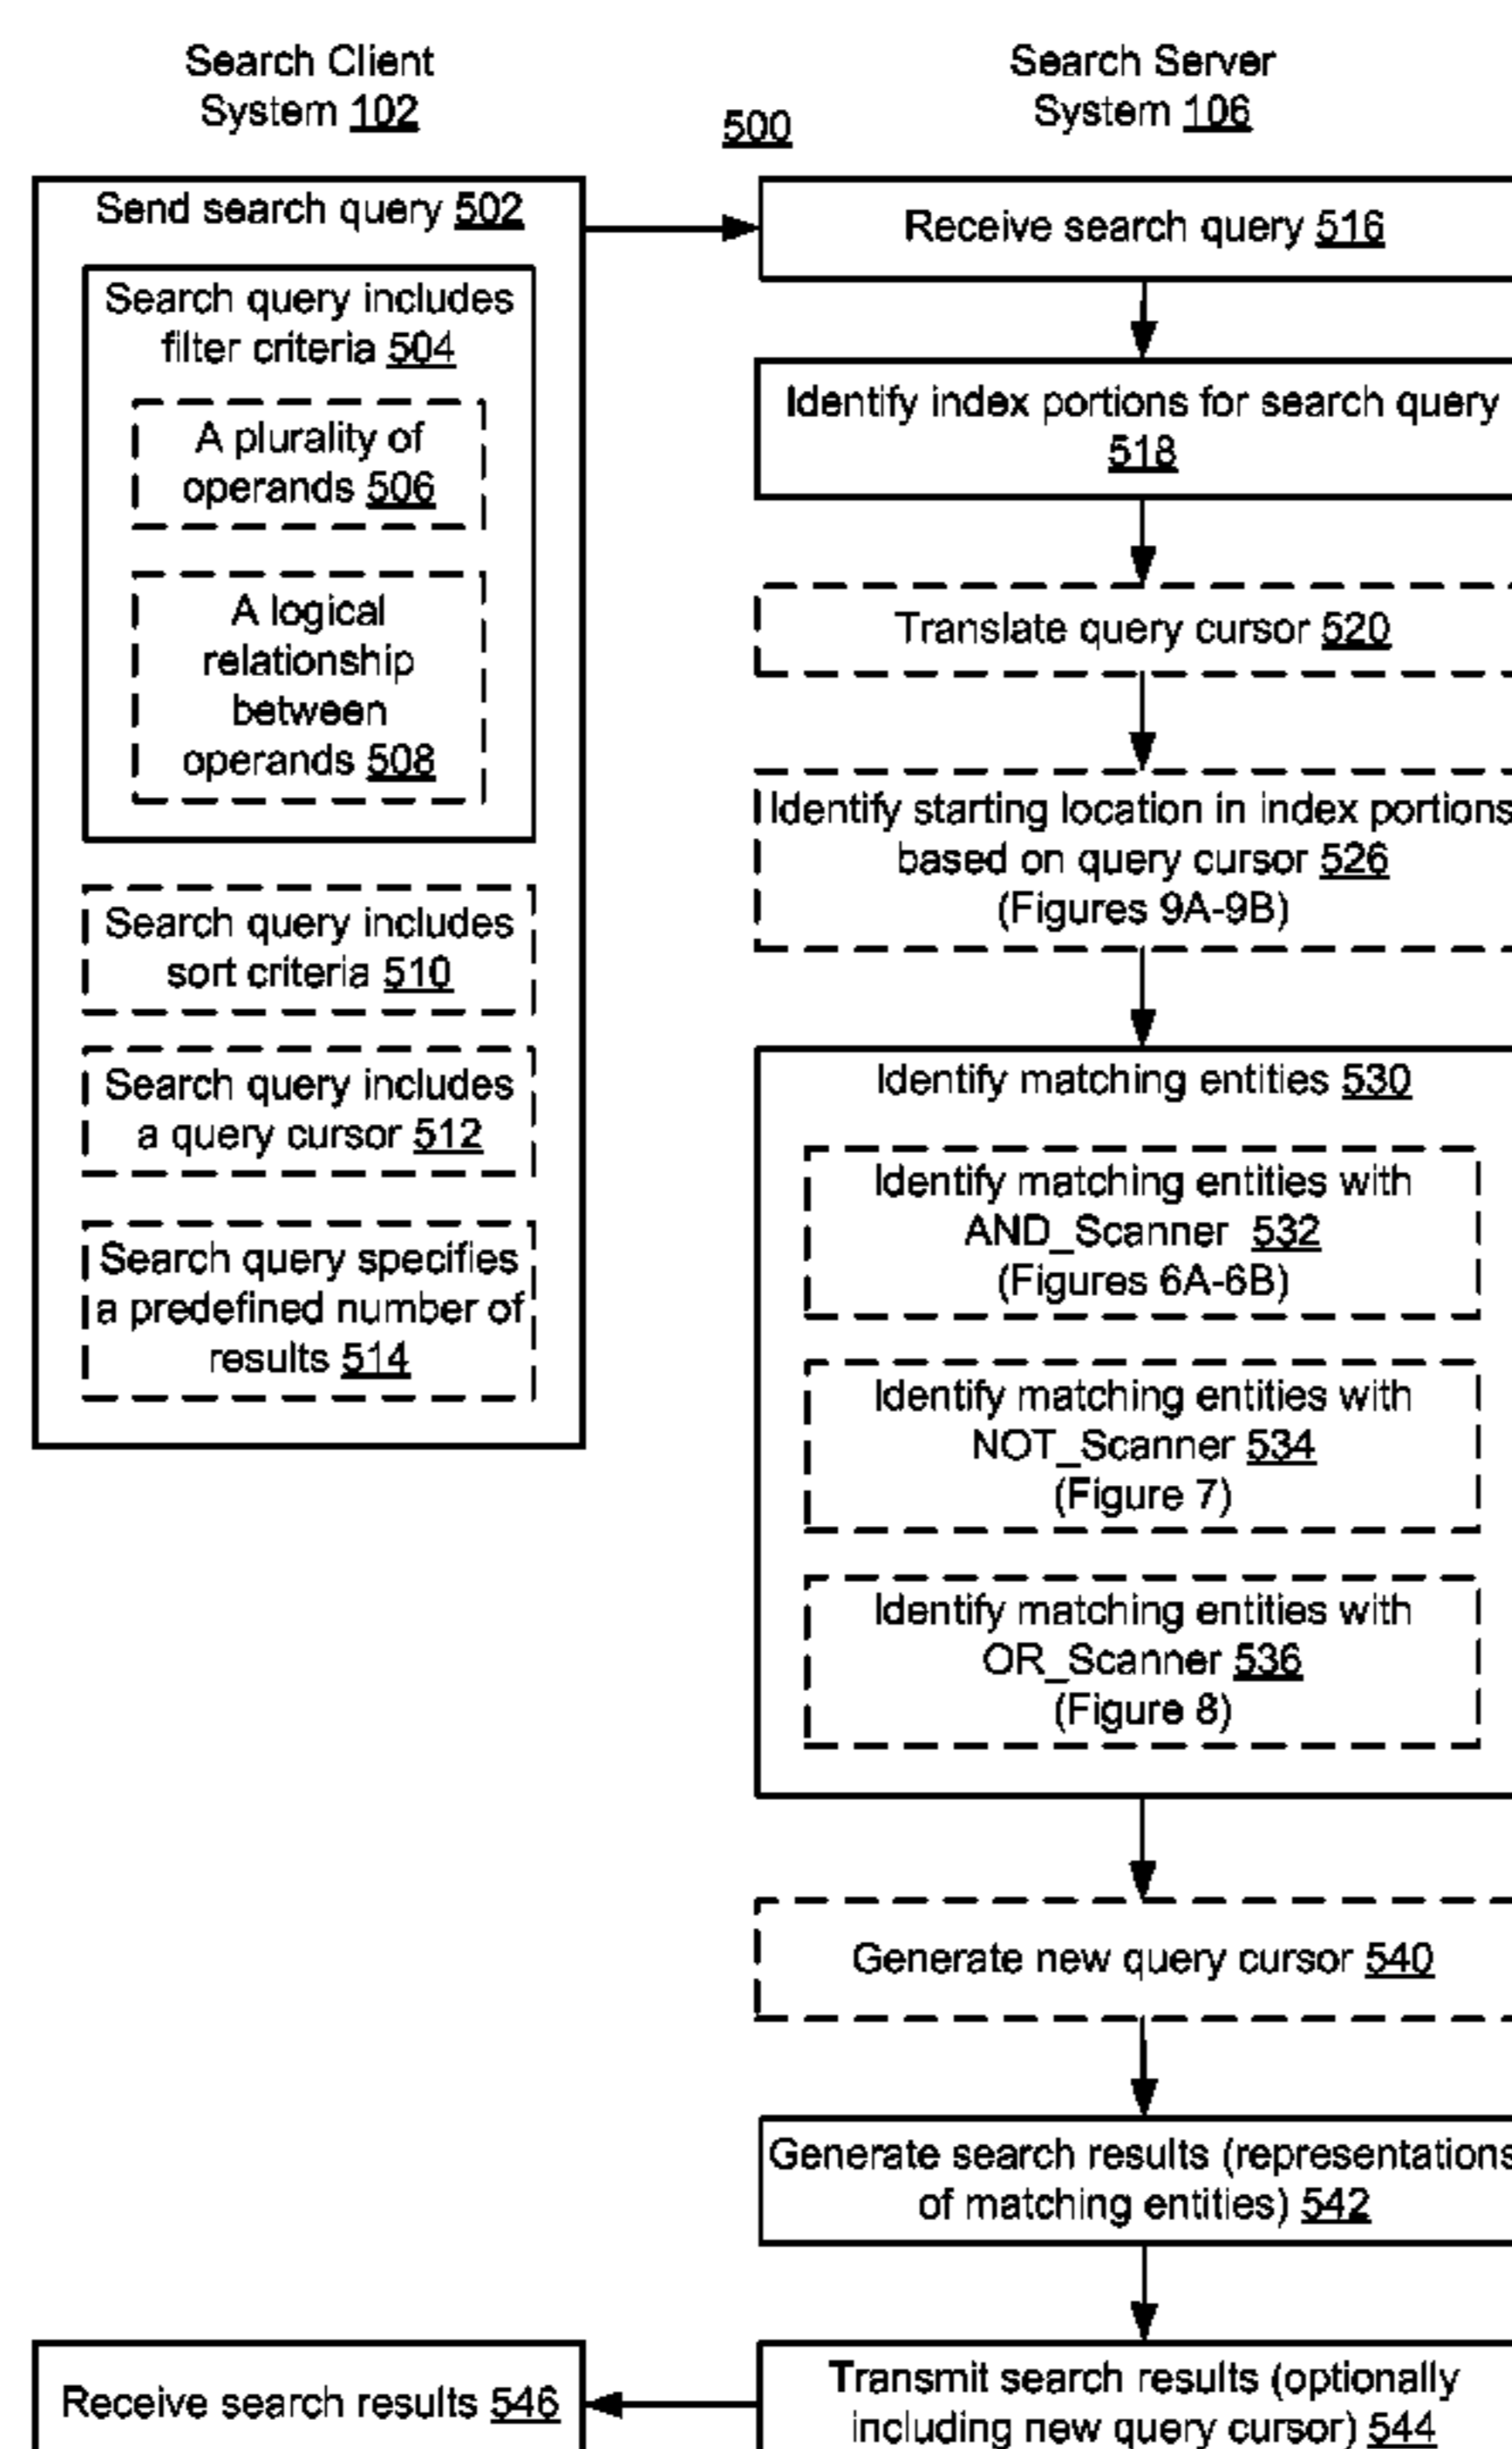 Search Client
System 102
500
Search Server
System 106
Send search query 502
Search query includes
filter criteria 504
A plurality of
operands 506
A logical
relationship
between
operands 508
Search query includes
sort criteria 510
Search query includes
a query cursor 512
Search query specifies
a predefined number of
results 514
Receive search query 516
Identify index portions for search query
518
Translate query cursor 520
Identify starting location in index portions
based on query cursor 526
(Figures 9A-9B)
Identify matching entities 530
Identify matching entities with
AND_Scanner 532
(Figures 6A-6B)
Identify matching entities with
NOT_Scanner 534
(Figure 7)
Identify matching entities with
OR_Scanner 536
(Figure 8)
Generate new query cursor 540
Generate search results (representations
of matching entities) 542
Transmit search results (optionally
including new query cursor) 544
Receive search results 546